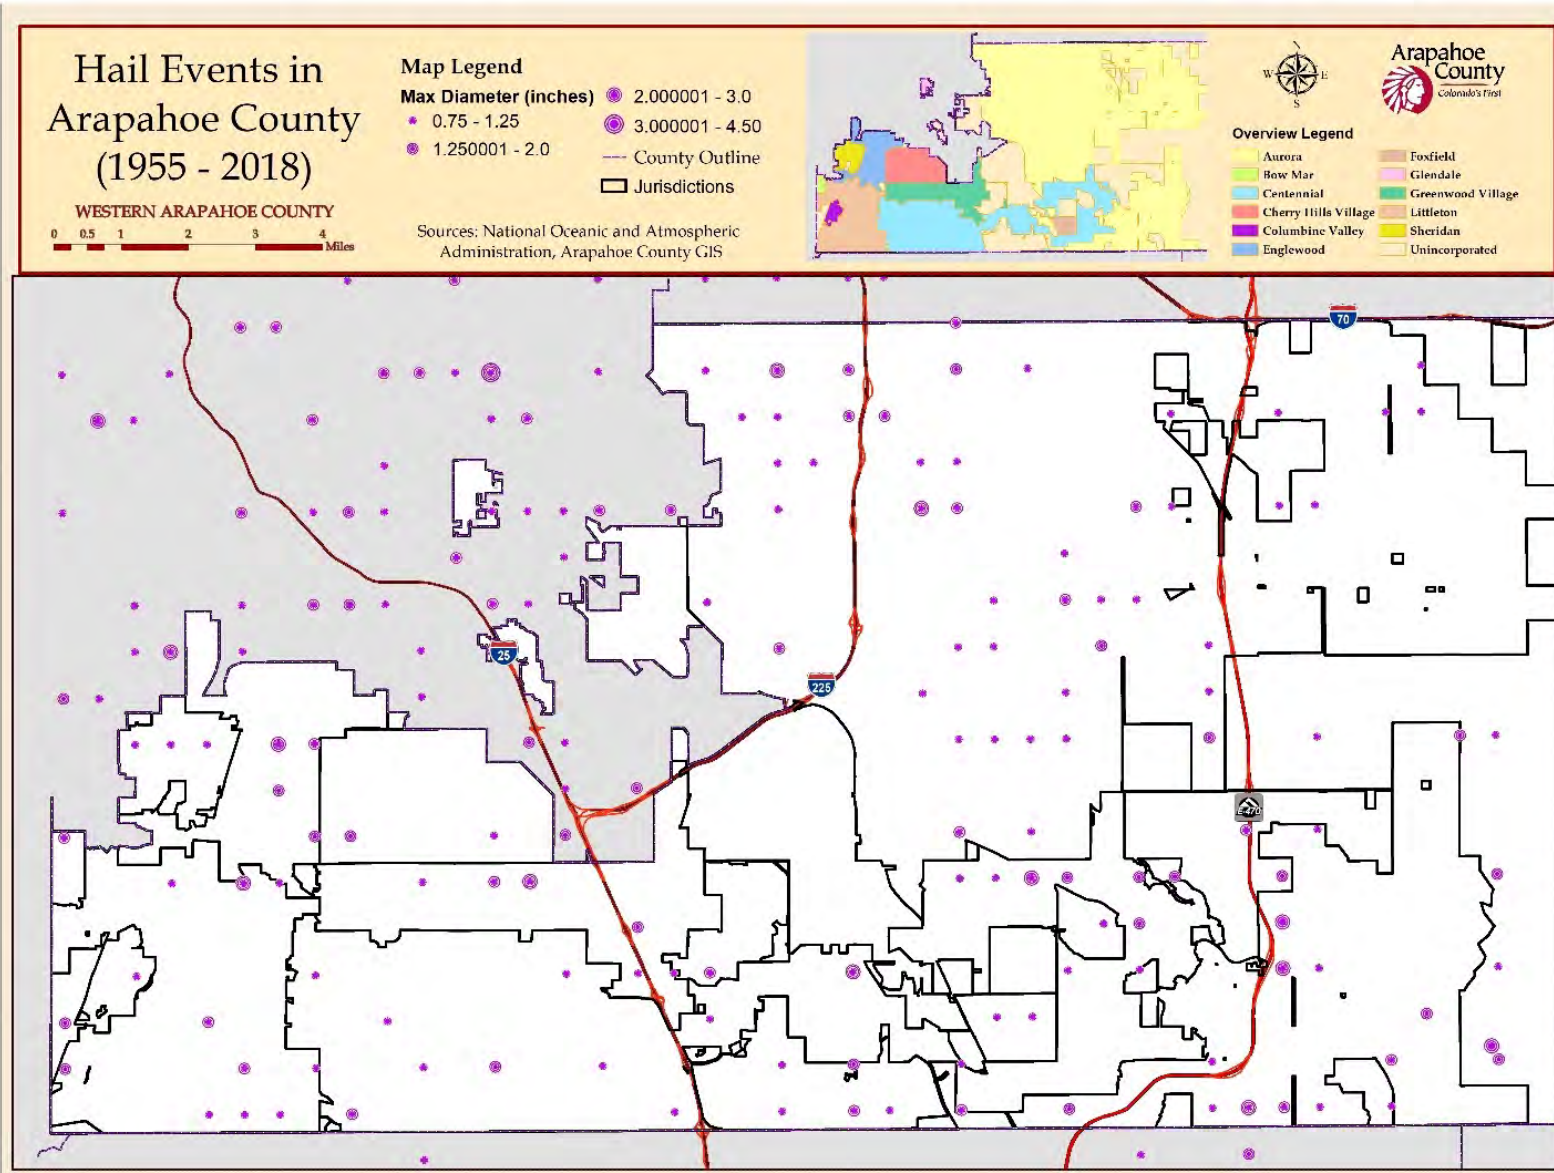 Hail Events in
Arapahoe County
(1955 - 2018)
WESTERN ARAPAHOE COUNTY
0 0.5 1 2 3 4
Miles
Map Legend
Max Diameter (inches)
0.75 - 1.25
1.250001 - 2.0
2.000001 - 3.0
3.000001 - 4.50
County Outline
Jurisdictions
Sources: National Oceanic and Atmospheric
Administration, Arapahoe County GIS
N
W E
S
Arapahoe
County
Colorado's First
Overview Legend
Aurora
Bow Mar
Centennial
Cherry Hills Village
Columbine Valley
Englewood
Foxfield
Glendale
Greenwood Village
Littleton
Sheridan
Unincorporated
70
25
225
E-470